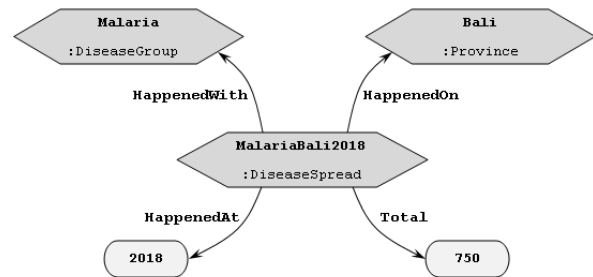 Malaria
:DiseaseGroup
Bali
:Province
HappenedWith
HappenedOn
MalariaBali2018
:DiseaseSpread
HappenedAt
Total
2018
750